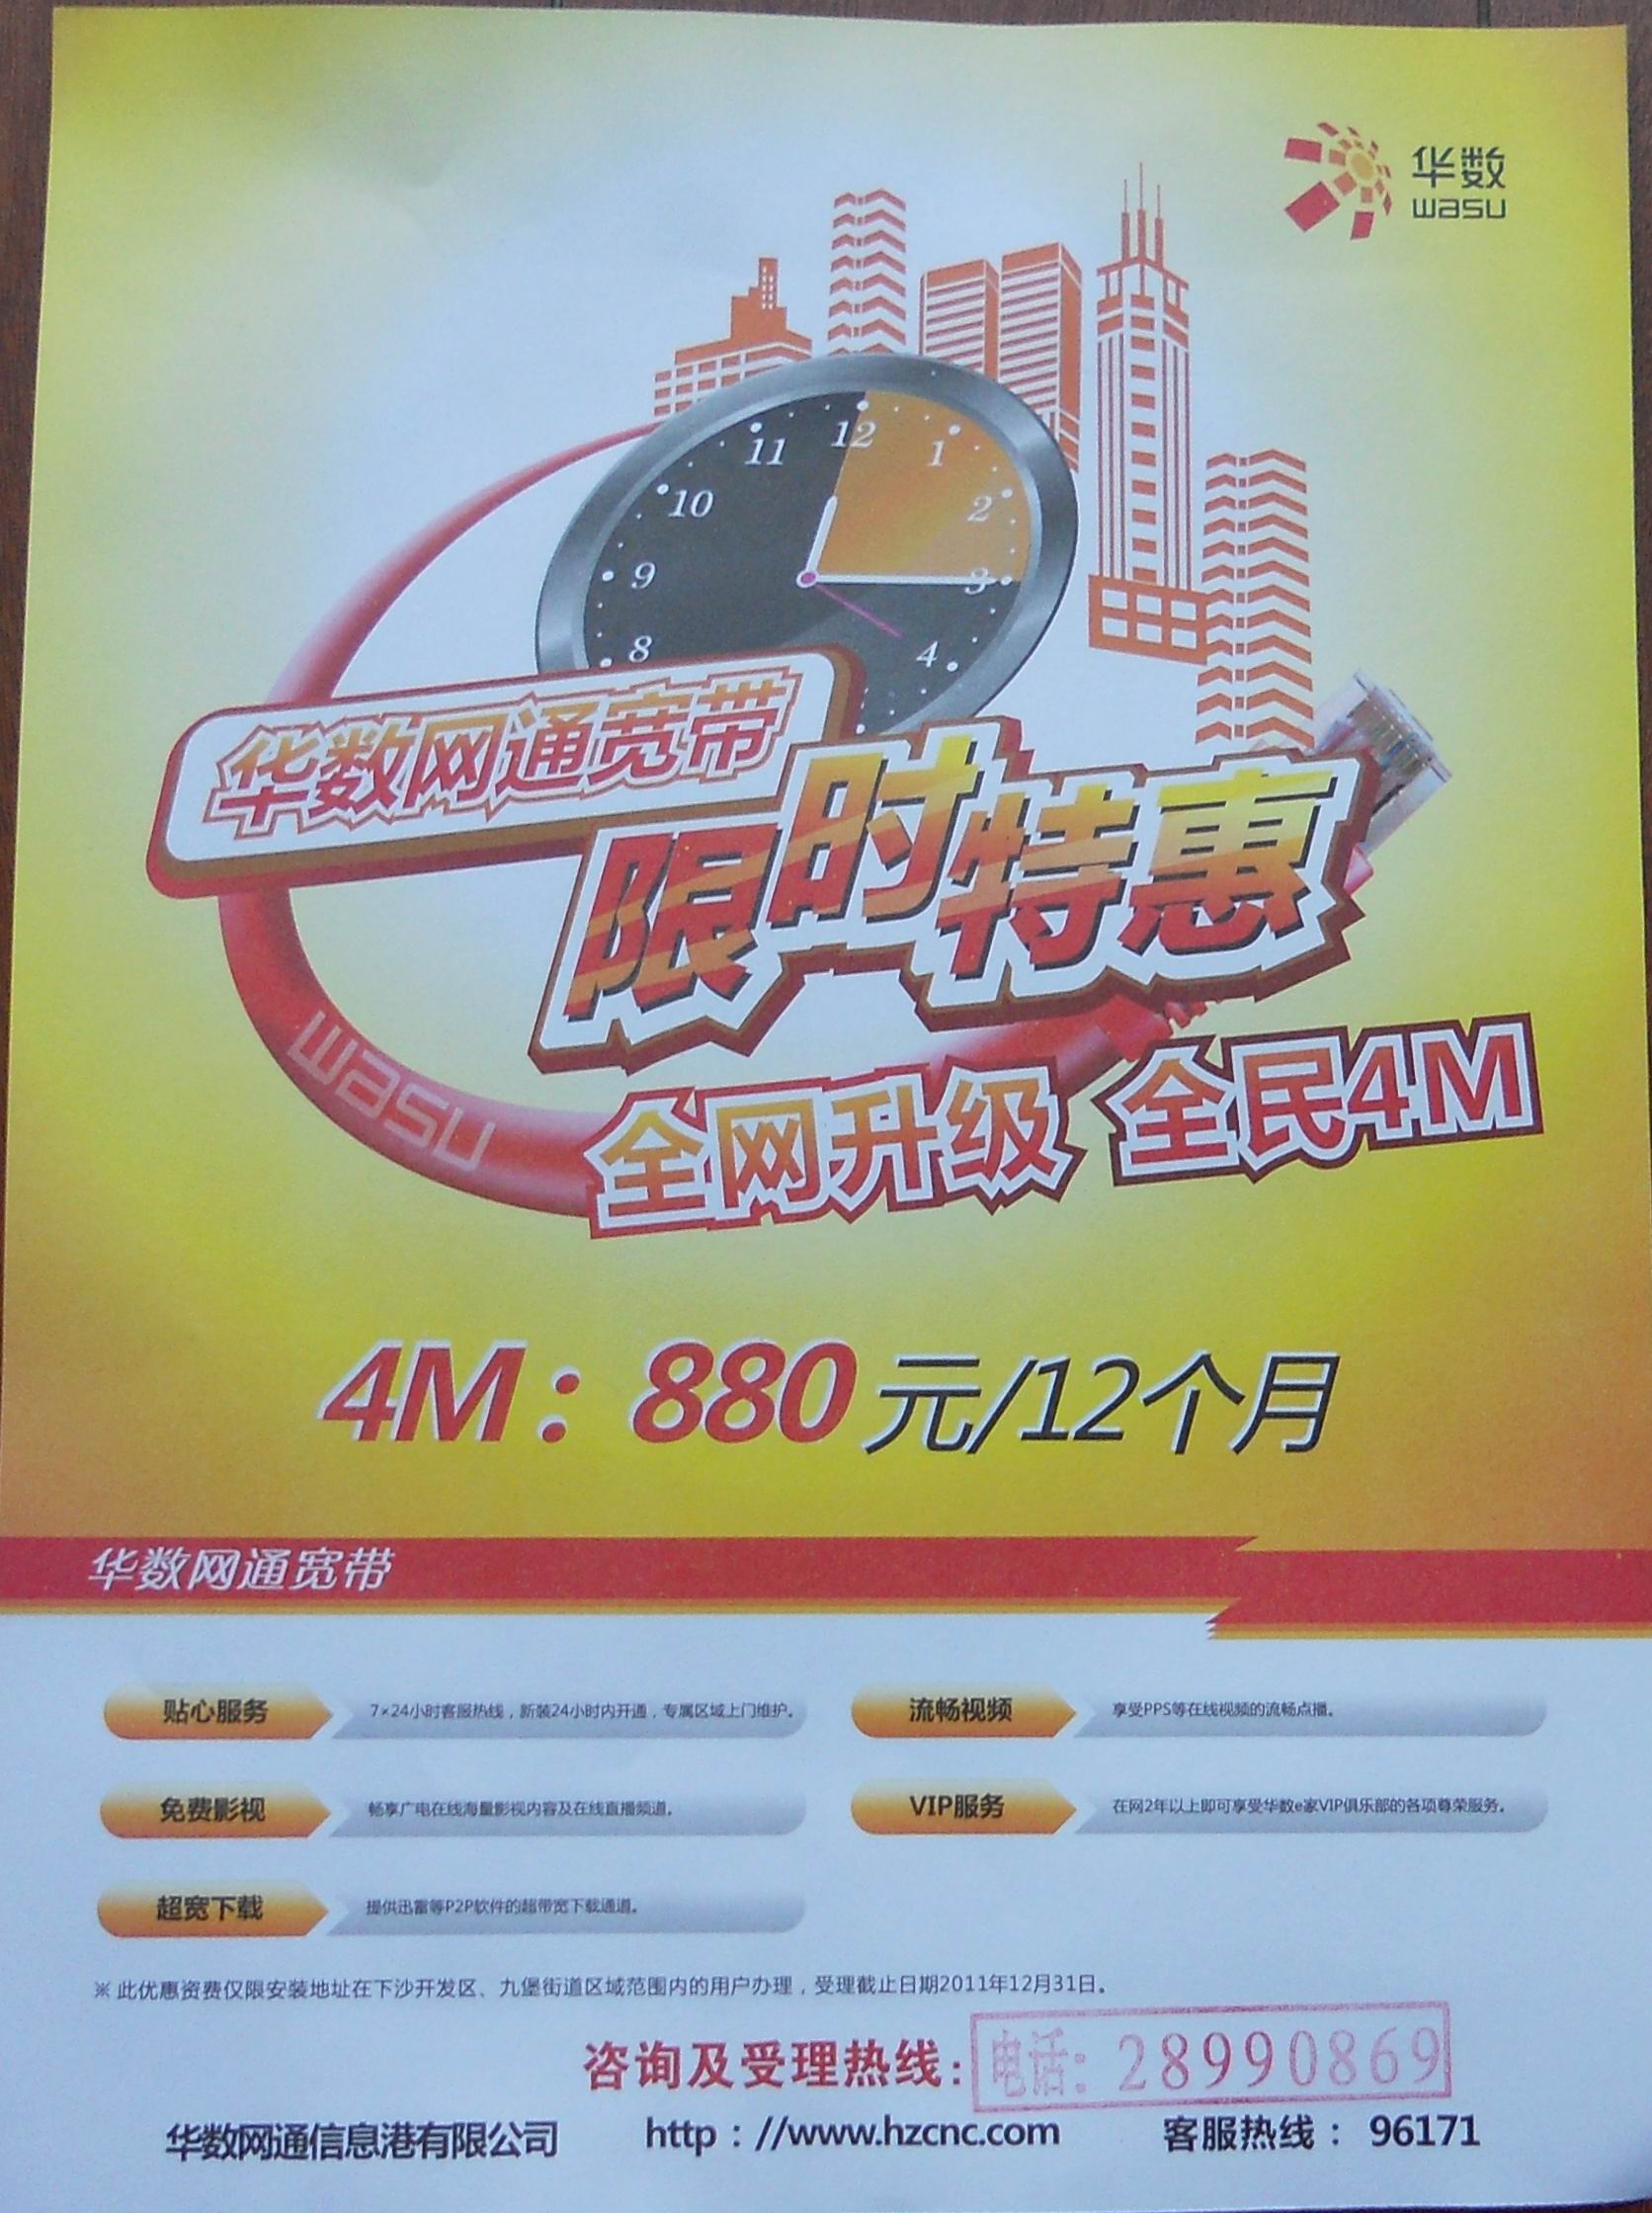 华数
wasu
12
11
1
10
2
9
3
8
4
华数网通宽带
限时特惠
wasu
全网升级 全民4M
4M：880元/12个月
华数网通宽带
贴心服务 7×24小时客服热线，新装24小时内开通，专属区域上门维护。
流畅视频 享受PPS等在线视频的流畅点播。
免费影视 畅享广电在线海量影视内容及在线直播频道。
VIP服务 在网2年以上即可享受华数e家VIP俱乐部的各项尊荣服务。
超宽下载 提供迅雷等P2P软件的超带宽下载通道。
※ 此优惠资费仅限安装地址在下沙开发区、九堡街道区域范围内的用户办理，受理截止日期2011年12月31日。
咨询及受理热线：电话：28990869
华数网通信息港有限公司 http：//www.hzcnc.com 客服热线：96171